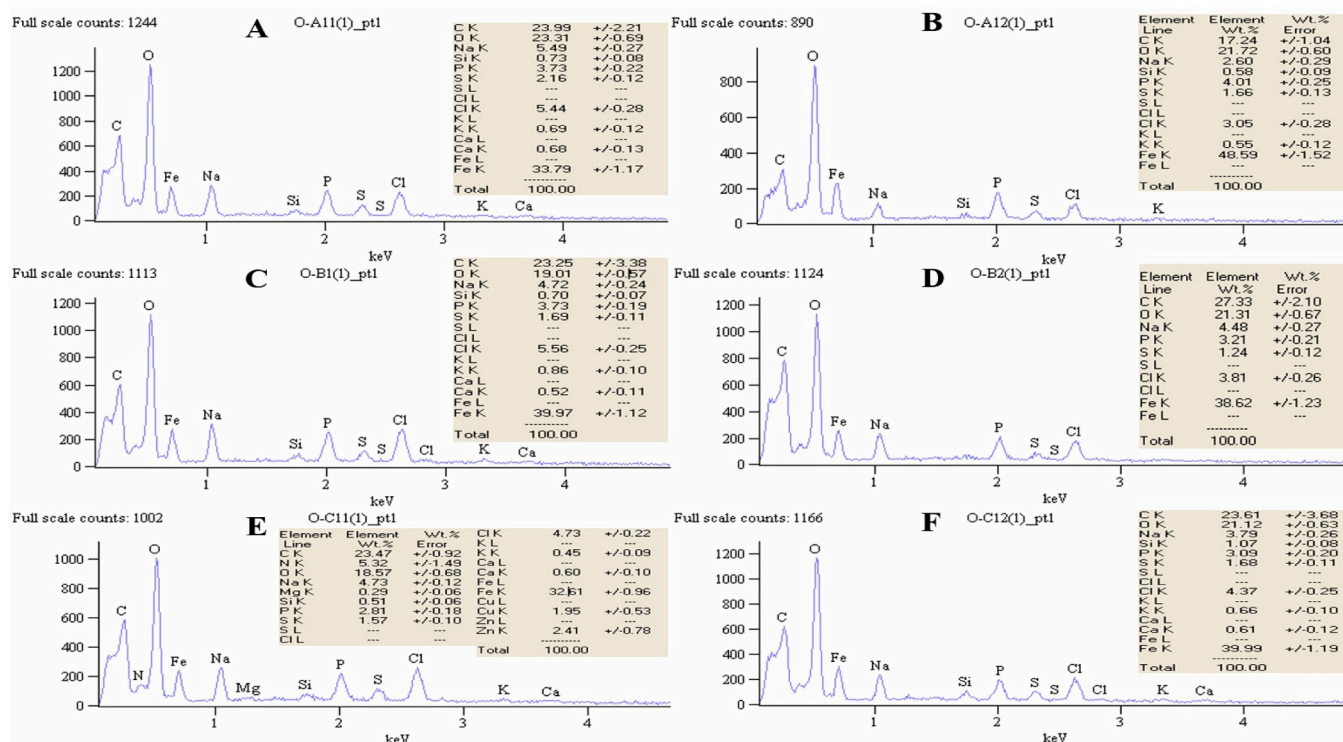 Full scale counts: 1244
A
O-A11(1)_pt1
C K 23.99 +/-2.21
O K 23.31 +/-0.69
Na K 5.49 +/-0.27
Si K 0.73 +/-0.08
P K 3.73 +/-0.22
S K 2.16 +/-0.12
S L --- ---
Cl L --- ---
Cl K 5.44 +/-0.28
K L --- ---
K K 0.69 +/-0.12
Ca L --- ---
Ca K 0.68 +/-0.13
Fe L --- ---
Fe K 33.79 +/-1.17
Total 100.00
1200
1000
800
600
400
200
0
C
O
Fe
Na
Si
P
S
S
Cl
K
Ca
1 2 3 4
keV
Full scale counts: 890
O-A12(1)_pt1
B
Element Element Wt.%
Line Wt.% Error
C K 17.24 +/-1.04
O K 21.72 +/-0.60
Na K 2.60 +/-0.29
Si K 0.58 +/-0.09
P K 4.01 +/-0.25
S K 1.66 +/-0.13
S L --- ---
Cl L --- ---
Cl K 3.05 +/-0.28
K L --- ---
K K 0.55 +/-0.12
Fe K 48.59 +/-1.52
Fe L --- ---
Total 100.00
800
600
400
200
0
C
O
Fe
Na
Si
P
S
Cl
K
1 2 3 4
keV
Full scale counts: 1113
C
O-B1(1)_pt1
C K 23.25 +/-3.38
O K 19.01 +/-0.57
Na K 4.72 +/-0.24
Si K 0.70 +/-0.07
P K 3.73 +/-0.19
S K 1.69 +/-0.11
S L --- ---
Cl L --- ---
Cl K 5.56 +/-0.25
K L --- ---
K K 0.86 +/-0.10
Ca L --- ---
Ca K 0.52 +/-0.11
Fe L --- ---
Fe K 39.97 +/-1.12
Total 100.00
1200
1000
800
600
400
200
0
C
O
Fe
Na
Si
P
S
S
Cl
Cl
K
Ca
1 2 3 4
keV
Full scale counts: 1124
O-B2(1)_pt1
D
Element Element Wt.%
Line Wt.% Error
C K 27.33 +/-2.10
O K 21.31 +/-0.67
Na K 4.48 +/-0.27
P K 3.21 +/-0.21
S K 1.24 +/-0.12
S L --- ---
Cl K 3.81 +/-0.26
Cl L --- ---
Fe K 38.62 +/-1.23
Fe L --- ---
Total 100.00
1200
1000
800
600
400
200
0
C
O
Fe
Na
P
S
S
Cl
1 2 3 4
keV
Full scale counts: 1002
E
O-C11(1)_pt1
Element Element Wt.%
Line Wt.% Error
C K 23.47 +/-0.92
N K 5.32 +/-1.49
O K 18.57 +/-0.68
Na K 4.73 +/-0.12
Mg K 0.29 +/-0.06
Si K 0.51 +/-0.06
P K 2.81 +/-0.18
S K 1.57 +/-0.10
S L --- ---
Cl L --- ---
Cl K 4.73 +/-0.22
K L --- ---
K K 0.45 +/-0.09
Ca L --- ---
Ca K 0.60 +/-0.10
Fe L --- ---
Fe K 32.61 +/-0.96
Cu L --- ---
Cu K 1.95 +/-0.53
Zn L --- ---
Zn K 2.41 +/-0.78
100.00
1000
800
600
400
200
0
C
N
O
Fe
Na
Mg
Si
P
S
Cl
K
Ca
1 2 3 4
keV
Full scale counts: 1166
O-C12(1)_pt1
F
C K 23.61 +/-3.68
O K 21.12 +/-0.63
Na K 3.79 +/-0.26
Si K 1.07 +/-0.08
P K 3.09 +/-0.20
S K 1.68 +/-0.11
S L --- ---
Cl L --- ---
Cl K 4.37 +/-0.25
K L --- ---
K K 0.66 +/-0.10
Ca L --- ---
Ca K 0.61 +/-0.12
Fe L --- ---
Fe K 39.99 +/-1.19
Total 100.00
1200
1000
800
600
400
200
0
C
O
Fe
Na
Si
P
S
S
Cl
Cl
K
Ca
1 2 3 4
keV